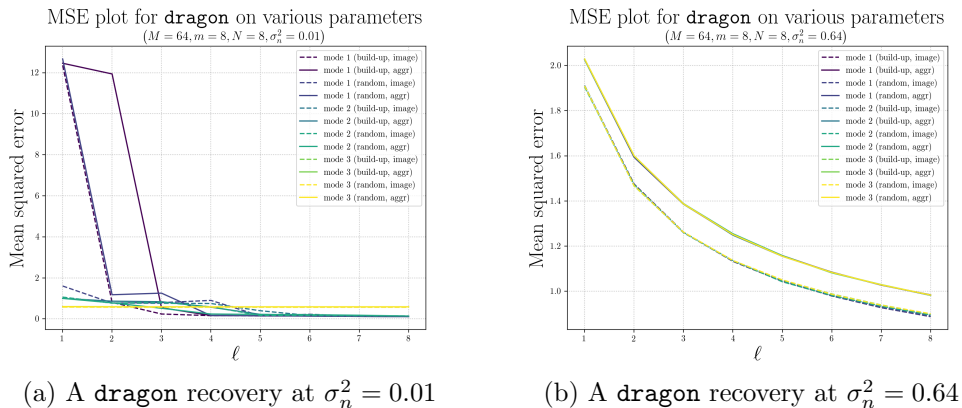 MSE plot for dragon on various parameters
(M = 64, m = 8, N = 8, σₙ² = 0.01)
Mean squared error
12
10
8
6
4
2
0
mode 1 (build-up, image)
mode 1 (build-up, aggr)
mode 1 (random, image)
mode 1 (random, aggr)
mode 2 (build-up, image)
mode 2 (build-up, aggr)
mode 2 (random, image)
mode 2 (random, aggr)
mode 3 (build-up, image)
mode 3 (build-up, aggr)
mode 3 (random, image)
mode 3 (random, aggr)
1 2 3 4 5 6 7 8
ℓ
(a) A dragon recovery at σₙ² = 0.01
MSE plot for dragon on various parameters
(M = 64, m = 8, N = 8, σₙ² = 0.64)
Mean squared error
2.0
1.8
1.6
1.4
1.2
1.0
mode 1 (build-up, image)
mode 1 (build-up, aggr)
mode 1 (random, image)
mode 1 (random, aggr)
mode 2 (build-up, image)
mode 2 (build-up, aggr)
mode 2 (random, image)
mode 2 (random, aggr)
mode 3 (build-up, image)
mode 3 (build-up, aggr)
mode 3 (random, image)
mode 3 (random, aggr)
1 2 3 4 5 6 7 8
ℓ
(b) A dragon recovery at σₙ² = 0.64